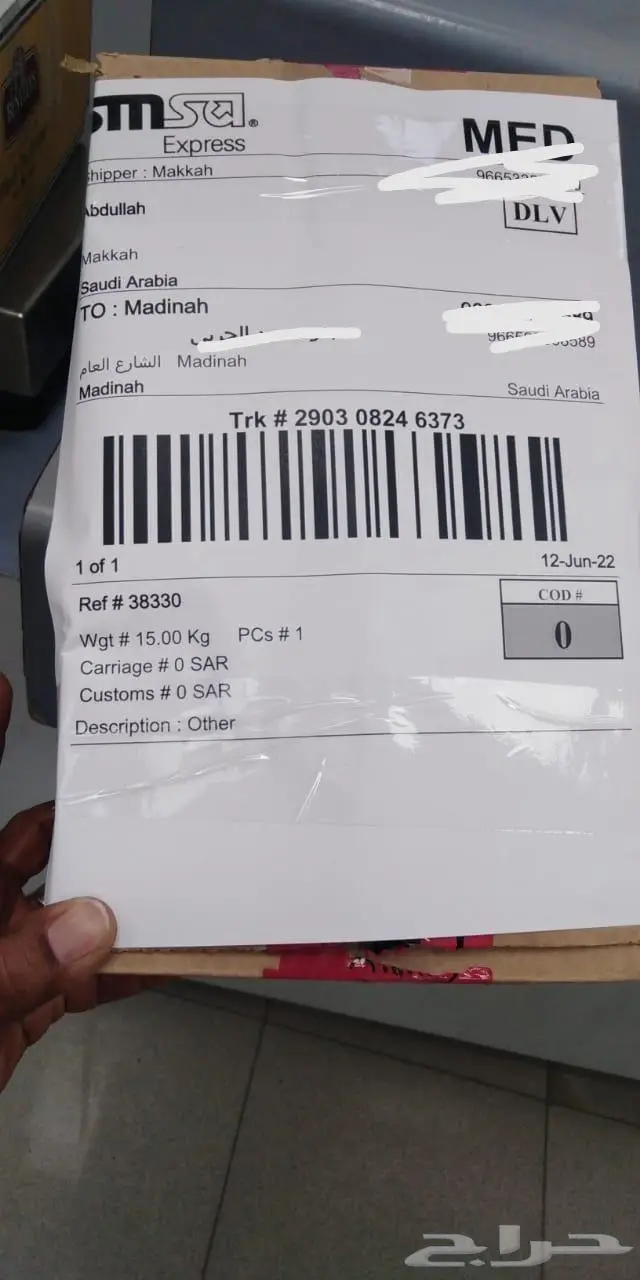 smsa®
Express
MED
Shipper : Makkah
Abdullah
DLV
Makkah
Saudi Arabia
TO : Madinah
الشارع العام Madinah
Madinah
Saudi Arabia
Trk # 2903 0824 6373
1 of 1
12-Jun-22
Ref # 38330
COD #
0
Wgt # 15.00 Kg PCs # 1
Carriage # 0 SAR
Customs # 0 SAR
Description : Other
حراج